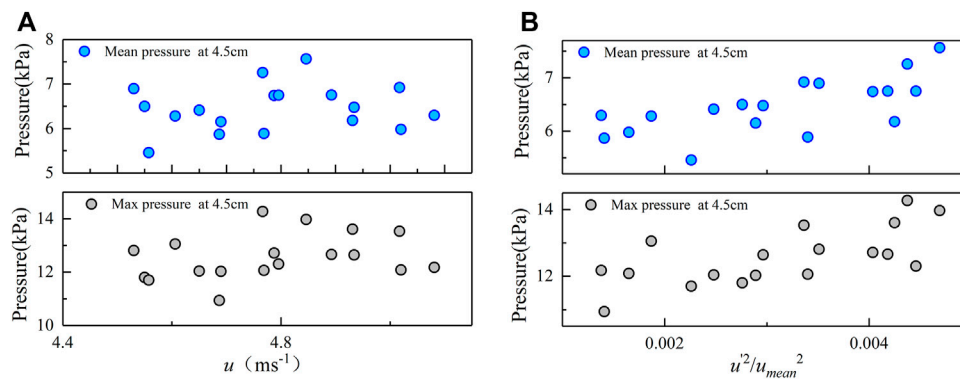 A
Pressure(kPa)
8
7
6
5
Mean pressure at 4.5cm
Pressure(kPa)
14
12
10
Max pressure at 4.5cm
4.4
4.8
u (ms⁻¹)
B
Pressure(kPa)
7
6
Mean pressure at 4.5cm
Pressure(kPa)
14
12
Max pressure at 4.5cm
0.002
0.004
u'²/u_mean²